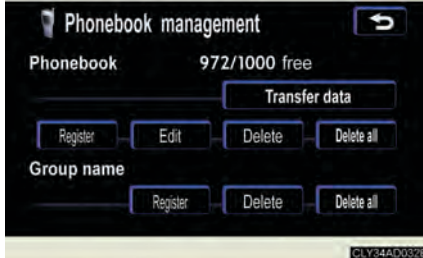 Phonebook management
Phonebook 972/1000 free
Transfer data
Register Edit Delete Delete all
Group name
Register Delete Delete all
CLY34AD032E